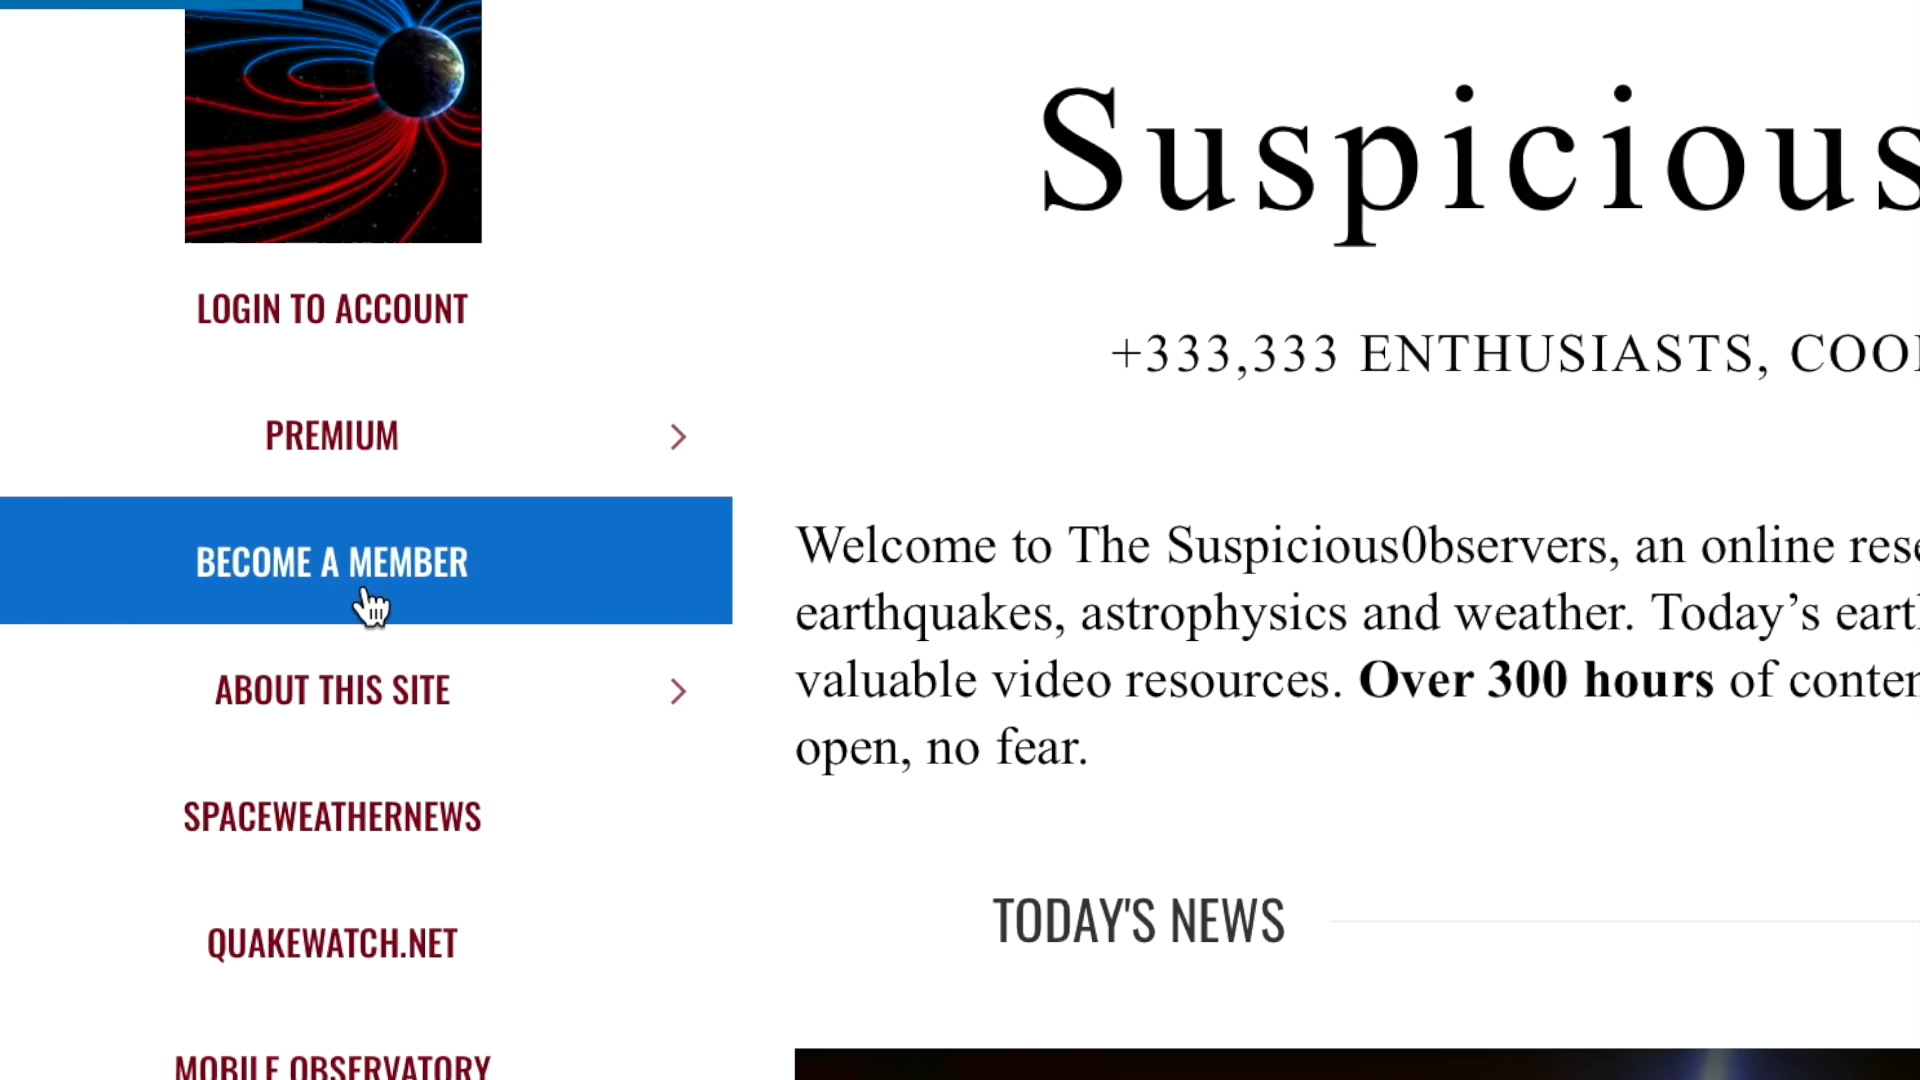 LOGIN TO ACCOUNT
PREMIUM
BECOME A MEMBER
ABOUT THIS SITE
SPACEWEATHERNEWS
QUAKEWATCH.NET
MOBILE OBSERVATORY
Suspicious
+333,333 ENTHUSIASTS,
Welcome to The Suspicious0bservers, an online
earthquakes, astrophysics and weather. Today’s
valuable video resources. Over 300 hours of
open, no fear.
TODAY'S NEWS